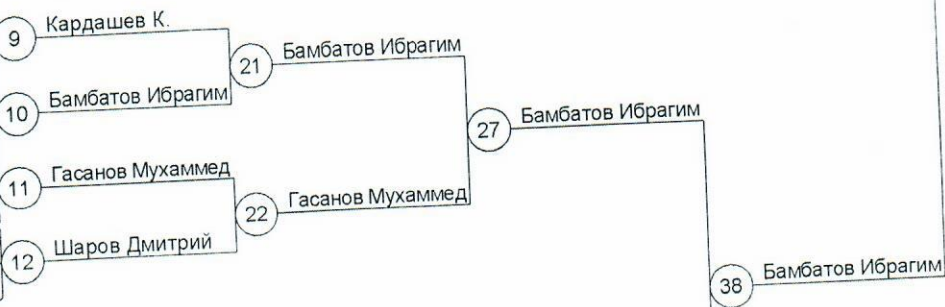 9 Кардашев К.
21 Бамбатов Ибрагим
10 Бамбатов Ибрагим
27 Бамбатов Ибрагим
11 Гасанов Мухаммед
22 Гасанов Мухаммед
12 Шаров Дмитрий
38 Бамбатов Ибрагим